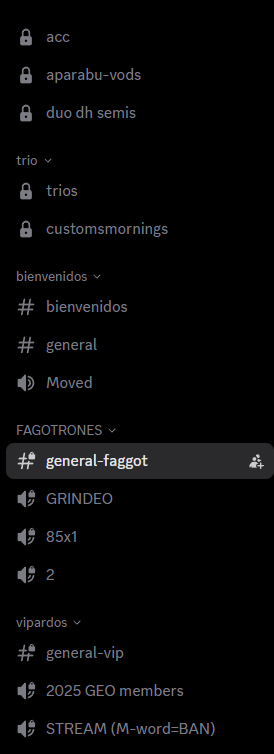 acc
aparabu-vods
duo dh semis
trio
trios
customsmornings
bienvenidos
bienvenidos
general
Moved
FAGOTRONES
general-faggot
GRINDEO
85x1
2
vipardos
general-vip
2025 GEO members
STREAM (M-word=BAN)